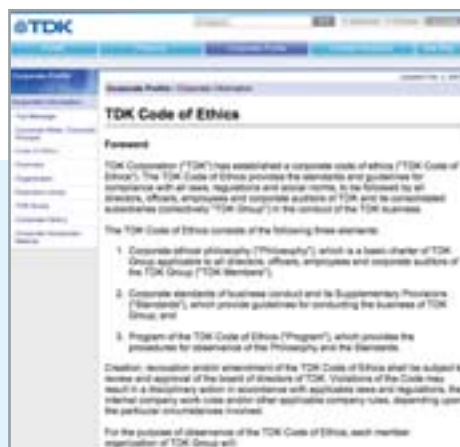 TDK
Corporate Profile
Corporate Profile
Corporate Profile / Corporate Information
TDK Code of Ethics
Foreword
TDK Corporation ("TDK") has established a corporate code of ethics ("TDK Code of
Ethics"). The TDK Code of Ethics provides the standards and guidelines for
compliance with all laws, regulations and social norms, to be followed by all
directors, officers, employees and corporate auditors of TDK and its consolidated
subsidiaries (collectively "TDK Group") in the conduct of the TDK business.
The TDK Code of Ethics consists of the following three elements:
1. Corporate ethical philosophy ("Philosophy"), which is a basic charter of TDK
Group applicable to all directors, officers, employees and corporate auditors of
the TDK Group ("TDK Members");
2. Corporate standards of business conduct and its Supplementary Provisions
("Standards"), which provide guidelines for conducting the business of TDK
Group; and
3. Program of the TDK Code of Ethics ("Program"), which provides the
procedures for observance of the Philosophy and the Standards.
Creation, revocation and/or amendment of the TDK Code of Ethics shall be subject to
review and approval of the board of directors of TDK. Violations of the Code may
result in a disciplinary action in accordance with applicable laws and regulations, the
internal company work rules and/or other applicable company rules, depending upon
the particular circumstances involved.
For the purpose of observance of the TDK Code of Ethics, each member
organization of TDK Group will: